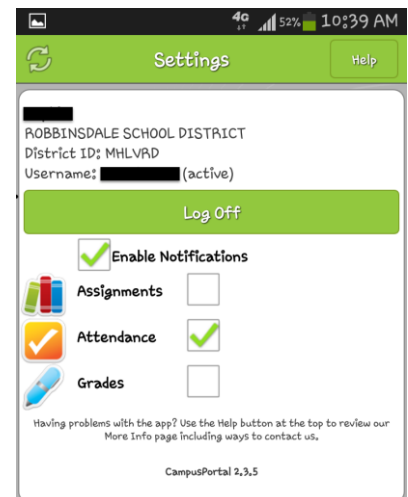 4G 52% 10:39 AM
Settings
Help
ROBBINSDALE SCHOOL DISTRICT
District ID: MHLVRD
Username: (active)
Log Off
Enable Notifications
Assignments
Attendance
Grades
Having problems with the app? Use the Help button at the top to review our
More Info page including ways to contact us.
CampusPortal 2.3.5